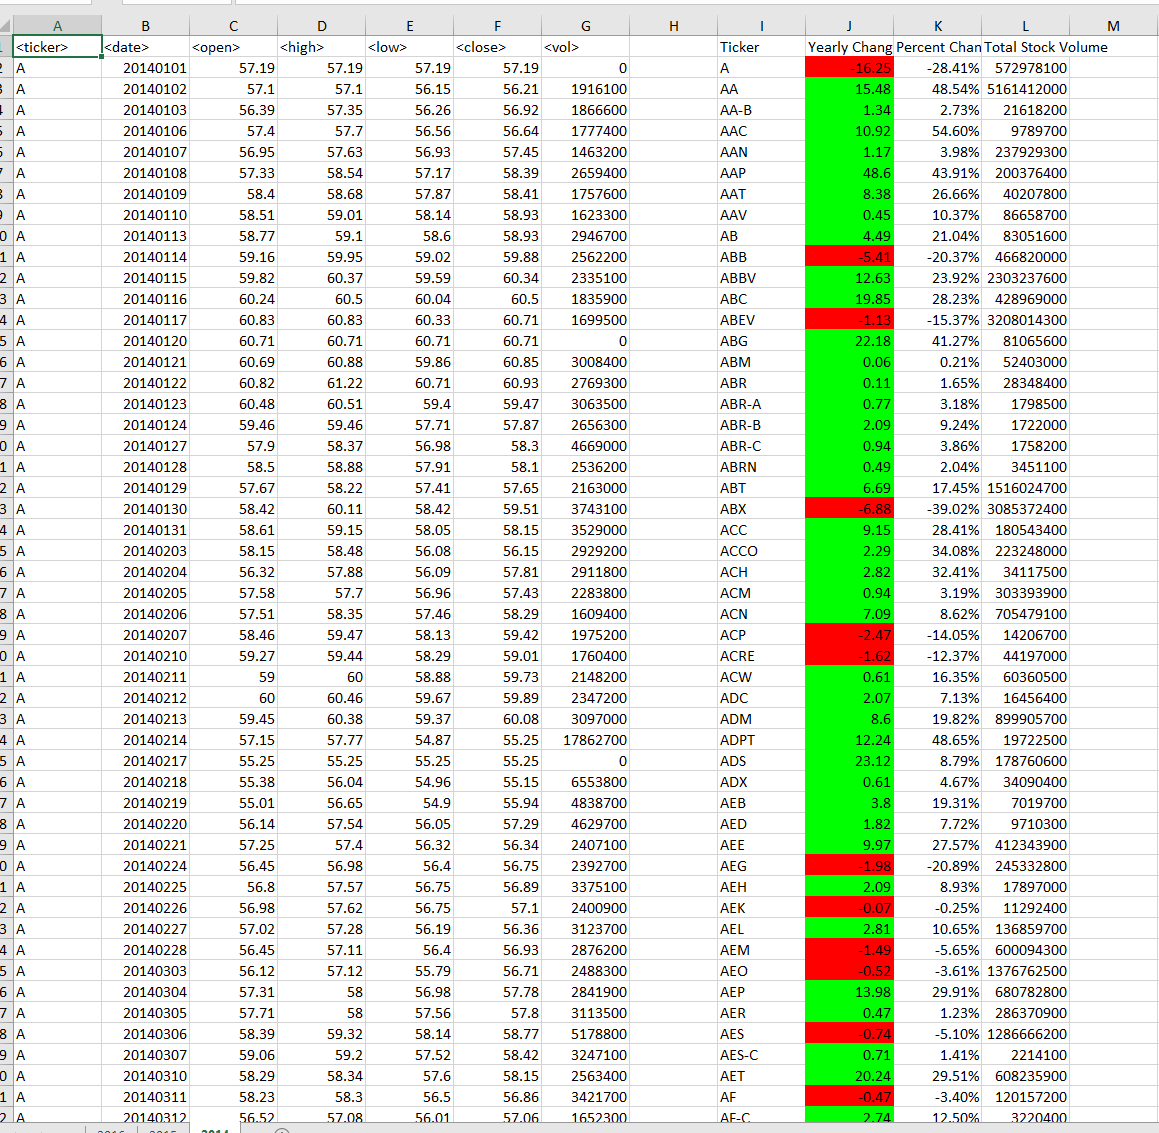 A B C D E F G H I J K L M
<ticker> <date> <open> <high> <low> <close> <vol> Ticker Yearly Chang Percent Chan Total Stock Volume
A 20140101 57.19 57.19 57.19 57.19 0 A -16.25 -28.41% 572978100
A 20140102 57.1 57.1 56.15 56.21 1916100 AA 15.48 48.54% 5161412000
A 20140103 56.39 57.35 56.26 56.92 1866600 AA-B 1.34 2.73% 21618200
A 20140106 57.4 57.7 56.56 56.64 1777400 AAC 10.92 54.60% 9789700
A 20140107 56.95 57.63 56.93 57.45 1463200 AAN 1.17 3.98% 237929300
A 20140108 57.33 58.54 57.17 58.39 2659400 AAP 48.6 43.91% 200376400
A 20140109 58.4 58.68 57.87 58.41 1757600 AAT 8.38 26.66% 40207800
A 20140110 58.51 59.01 58.14 58.93 1623300 AAV 0.45 10.37% 86658700
A 20140113 58.77 59.1 58.6 58.93 2946700 AB 4.49 21.04% 83051600
A 20140114 59.16 59.95 59.02 59.88 2562200 ABB -5.41 -20.37% 466820000
A 20140115 59.82 60.37 59.59 60.34 2335100 ABBV 12.63 23.92% 2303237600
A 20140116 60.24 60.5 60.04 60.5 1835900 ABC 19.85 28.23% 428969000
A 20140117 60.83 60.83 60.33 60.71 1699500 ABEV -1.13 -15.37% 3208014300
A 20140120 60.71 60.71 60.71 60.71 0 ABG 22.18 41.27% 81065600
A 20140121 60.69 60.88 59.86 60.85 3008400 ABM 0.06 0.21% 52403000
A 20140122 60.82 61.22 60.71 60.93 2769300 ABR 0.11 1.65% 28348400
A 20140123 60.48 60.51 59.4 59.47 3063500 ABR-A 0.77 3.18% 1798500
A 20140124 59.46 59.46 57.71 57.87 2656300 ABR-B 2.09 9.24% 1722000
A 20140127 57.9 58.37 56.98 58.3 4669000 ABR-C 0.94 3.86% 1758200
A 20140128 58.5 58.88 57.91 58.1 2536200 ABRN 0.49 2.04% 3451100
A 20140129 57.67 58.22 57.41 57.65 2163000 ABT 6.69 17.45% 1516024700
A 20140130 58.42 60.11 58.42 59.51 3743100 ABX -6.88 -39.02% 3085372400
A 20140131 58.61 59.15 58.05 58.15 3529000 ACC 9.15 28.41% 180543400
A 20140203 58.15 58.48 56.08 56.15 2929200 ACCO 2.29 34.08% 223248000
A 20140204 56.32 57.88 56.09 57.81 2911800 ACH 2.82 32.41% 34117500
A 20140205 57.58 57.7 56.96 57.43 2283800 ACM 0.94 3.19% 303393900
A 20140206 57.51 58.35 57.46 58.29 1609400 ACN 7.09 8.62% 705479100
A 20140207 58.46 59.47 58.13 59.42 1975200 ACP -2.47 -14.05% 14206700
A 20140210 59.27 59.44 58.29 59.01 1760400 ACRE -1.62 -12.37% 44197000
A 20140211 59 60 58.88 59.73 2148200 ACW 0.61 16.35% 60360500
A 20140212 60 60.46 59.67 59.89 2347200 ADC 2.07 7.13% 16456400
A 20140213 59.45 60.38 59.37 60.08 3097000 ADM 8.6 19.82% 899905700
A 20140214 57.15 57.77 54.87 55.25 17862700 ADPT 12.24 48.65% 19722500
A 20140217 55.25 55.25 55.25 55.25 0 ADS 23.12 8.79% 178760600
A 20140218 55.38 56.04 54.96 55.15 6553800 ADX 0.61 4.67% 34090400
A 20140219 55.01 56.65 54.9 55.94 4838700 AEB 3.8 19.31% 7019700
A 20140220 56.14 57.54 56.05 57.29 4629700 AED 1.82 7.72% 9710300
A 20140221 57.25 57.4 56.32 56.34 2407100 AEE 9.97 27.57% 412343900
A 20140224 56.45 56.98 56.4 56.75 2392700 AEG -1.98 -20.89% 245332800
A 20140225 56.8 57.57 56.75 56.89 3375100 AEH 2.09 8.93% 17897000
A 20140226 56.98 57.62 56.75 57.1 2400900 AEK -0.07 -0.25% 11292400
A 20140227 57.02 57.28 56.19 56.36 3123700 AEL 2.81 10.65% 136859700
A 20140228 56.45 57.11 56.4 56.93 2876200 AEM -1.49 -5.65% 600094300
A 20140303 56.12 57.12 55.79 56.71 2488300 AEO -0.52 -3.61% 1376762500
A 20140304 57.31 58 56.98 57.78 2841900 AEP 13.98 29.91% 680782800
A 20140305 57.71 58 57.56 57.8 3113500 AER 0.47 1.23% 286370900
A 20140306 58.39 59.32 58.14 58.77 5178800 AES -0.74 -5.10% 1286666200
A 20140307 59.06 59.2 57.52 58.42 3247100 AES-C 0.71 1.41% 2214100
A 20140310 58.29 58.34 57.6 58.15 2563400 AET 20.24 29.51% 608235900
A 20140311 58.23 58.3 56.5 56.86 3421700 AF -0.47 -3.40% 120157200
A 20140312 56.52 57.08 56.01 57.06 1652300 AF-C 2.74 12.50% 3220400
2016 2015 2014